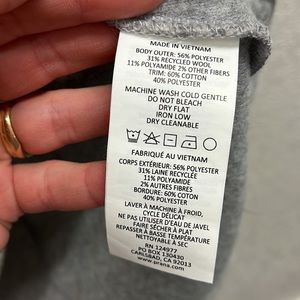 MADE IN VIETNAM
BODY OUTER: 56% POLYESTER
31% RECYCLED WOOL
11% POLYAMIDE 2% OTHER FIBERS
TRIM: 60% COTTON
40% POLYESTER
MACHINE WASH COLD GENTLE
DO NOT BLEACH
DRY FLAT
IRON LOW
DRY CLEANABLE
FABRIQUÉ AU VIETNAM
CORPS EXTÉRIEUR: 56% POLYESTER
31% LAINE RECYCLÉ
11% POLYAMIDE
2% AUTRES FIBRES
BORDURE: 60% COTON
40% POLYESTER
LAVER À MACHINE À FROID,
CYCLE DÉLICAT
NE PAS UTILISER D'EAU DE JAVEL
FAIRE SÉCHER À PLAT
REPASSER À BASSE TEMPÉRATURE
NETTOYABLE À SEC
RN 124977
PO BOX 130430
CARLSBAD, CA 92013
www.prana.com